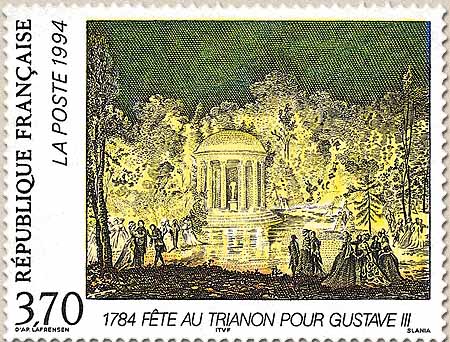 RÉPUBLIQUE FRANÇAISE
LA POSTE 1994
3,70
1784 FÊTE AU TRIANON POUR GUSTAVE III
D'AP. LAFRENSEN
ITVF
SLANIA